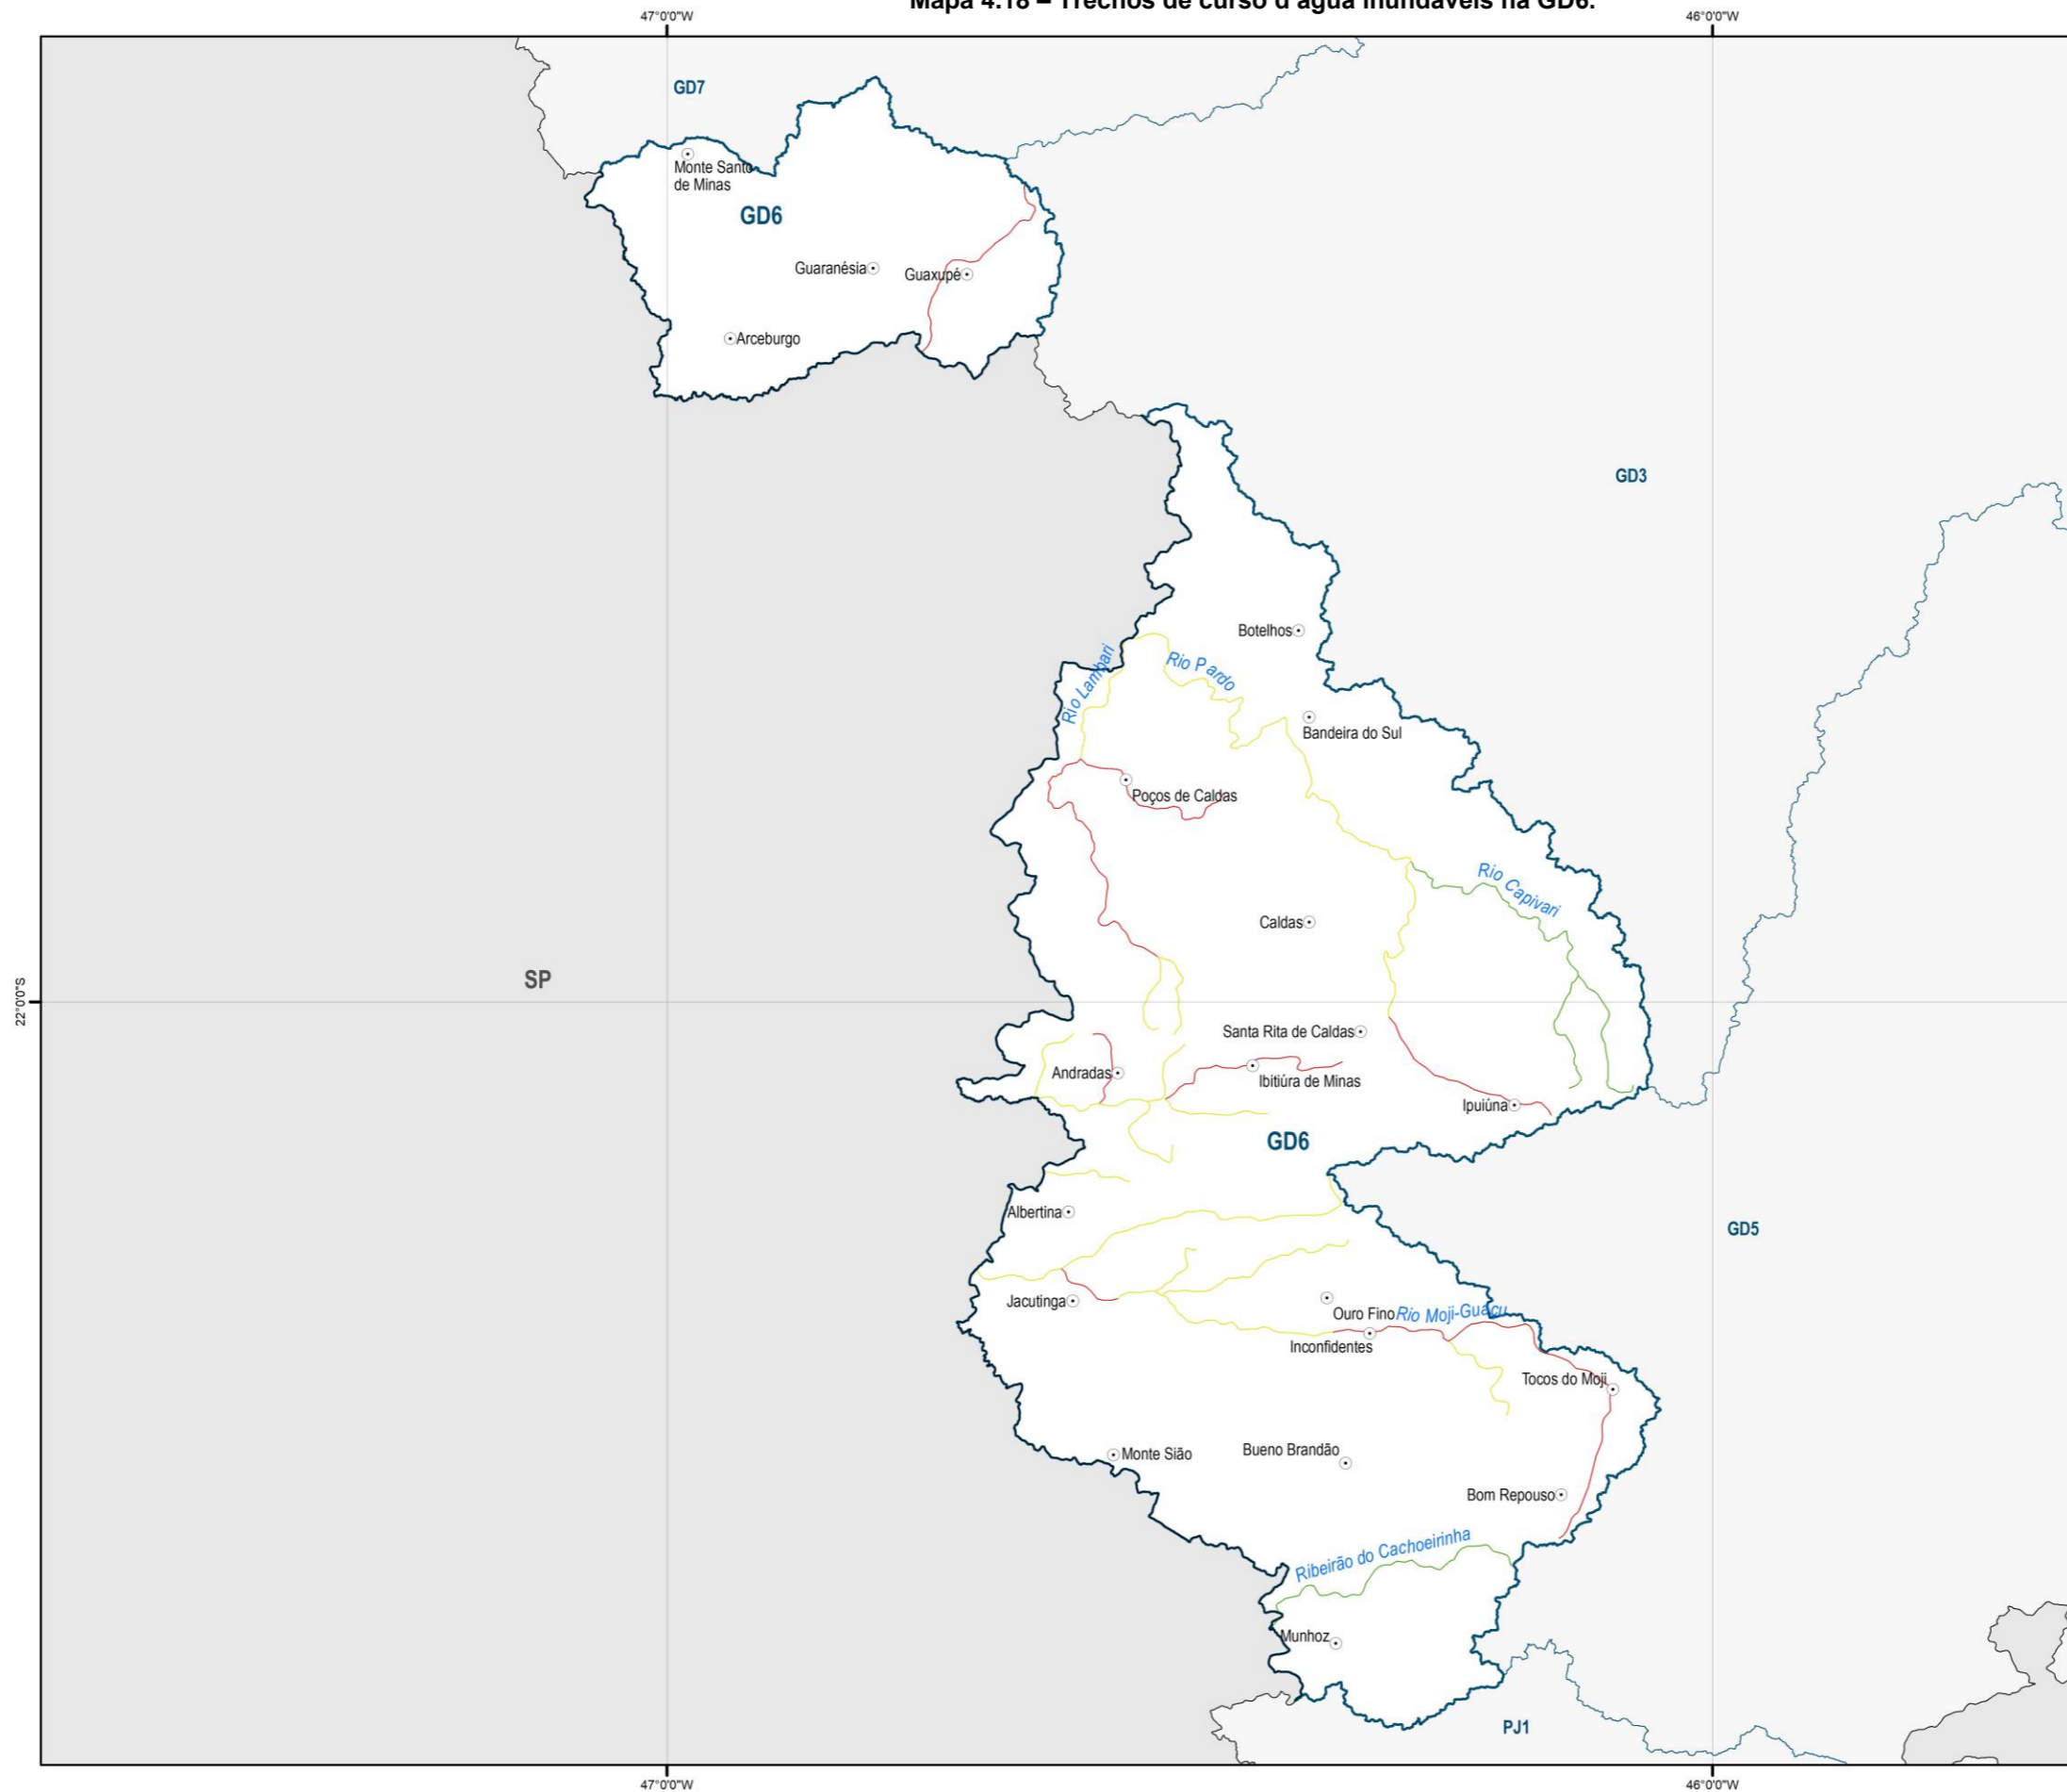 Mapa 4.18 – Trechos de curso d'água inundáveis na GD6.
47°0'0"W
46°0'0"W
GD7
Monte Santo
de Minas
GD6
Guaranésia
Guaxupé
Arceburgo
GD3
Botelhos
Rio Lambari
Rio Pardo
Bandeira do Sul
Poços de Caldas
Rio Capivari
Caldas
SP
22°0'0"S
Santa Rita de Caldas
Andradas
Ibitiúra de Minas
Ipuiúna
GD6
Albertina
GD5
Jacutinga
Ouro Fino
Rio Moji-Guaçu
Inconfidentes
Tocos do Moji
Monte Sião
Bueno Brandão
Bom Repouso
Ribeirão do Cachoeirinha
Munhoz
PJ1
47°0'0"W
46°0'0"W